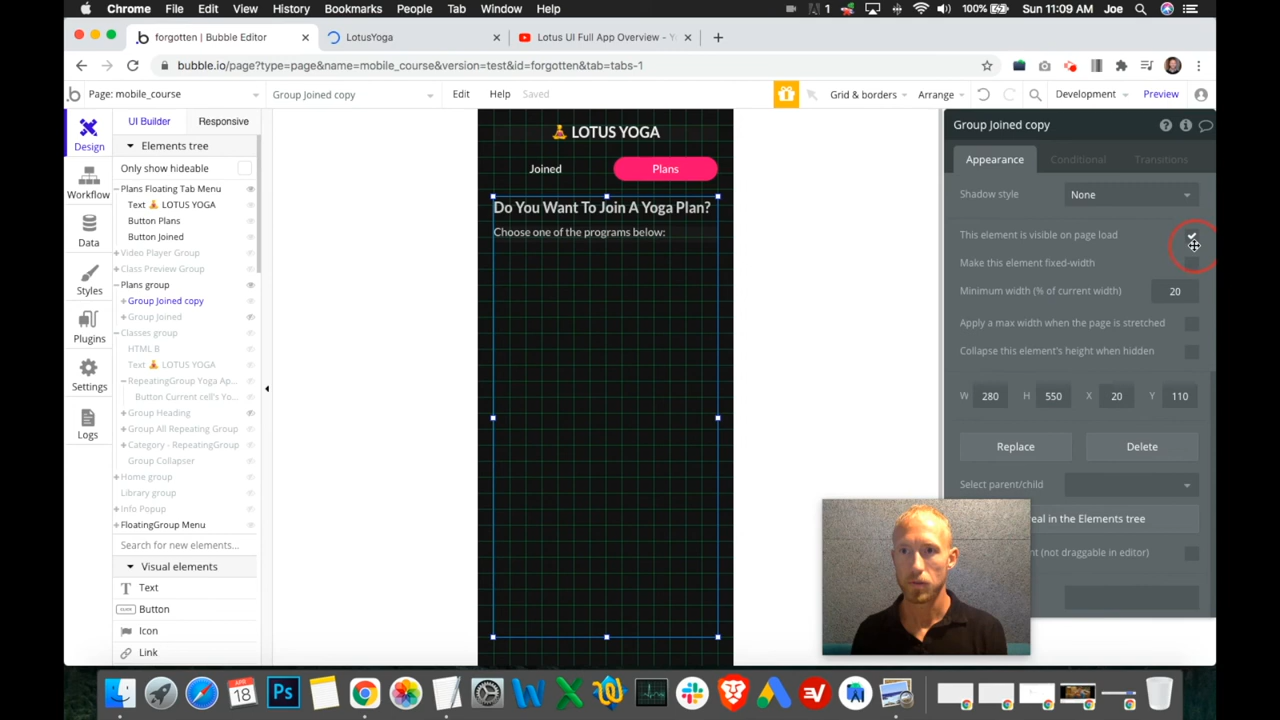 Chrome File Edit View History Bookmarks People Tab Window Help 1 100% Sun 11:09 AM Joe
forgotten | Bubble Editor LotusYoga Lotus UI Full App Overview - Y
bubble.io/page?type=page&name=mobile_course&version=test&id=forgotten&tab=tabs-1
Page: mobile_course Group Joined copy Edit Help Saved Grid & borders Arrange Development Preview
Design
Workflow
Data
Styles
Plugins
Settings
Logs
UI Builder Responsive
Elements tree
Only show hideable
Plans Floating Tab Menu
Text 🧘 LOTUS YOGA
Button Plans
Button Joined
Video Player Group
Class Preview Group
Plans group
Group Joined copy
Group Joined
Classes group
HTML B
Text 🧘 LOTUS YOGA
RepeatingGroup Yoga Ap...
Button Current cell's Yo...
Group Heading
Group All Repeating Group
Category - RepeatingGroup
Group Collapser
Home group
Library group
Info Popup
FloatingGroup Menu
Search for new elements...
Visual elements
Text
Button
CLICK
Icon
Link
🧘 LOTUS YOGA
Joined Plans
Do You Want To Join A Yoga Plan?
Choose one of the programs below:
Group Joined copy
Appearance Conditional Transitions
Shadow style None
This element is visible on page load
Make this element fixed-width
Minimum width (% of current width) 20
Apply a max width when the page is stretched
Collapse this element's height when hidden
W 280 H 550 X 20 Y 110
Replace Delete
Select parent/child
eal in the Elements tree
(not draggable in editor)
APR
18
Ps